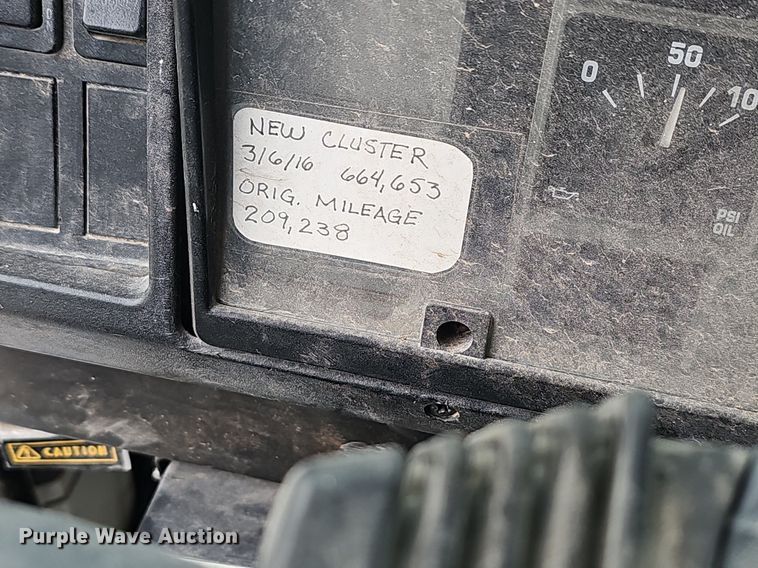 NEW CLUSTER
3/6/16 664,653
ORIG. MILEAGE
209,238
0 50 10
PSI
OIL
CAUTION
Purple Wave Auction